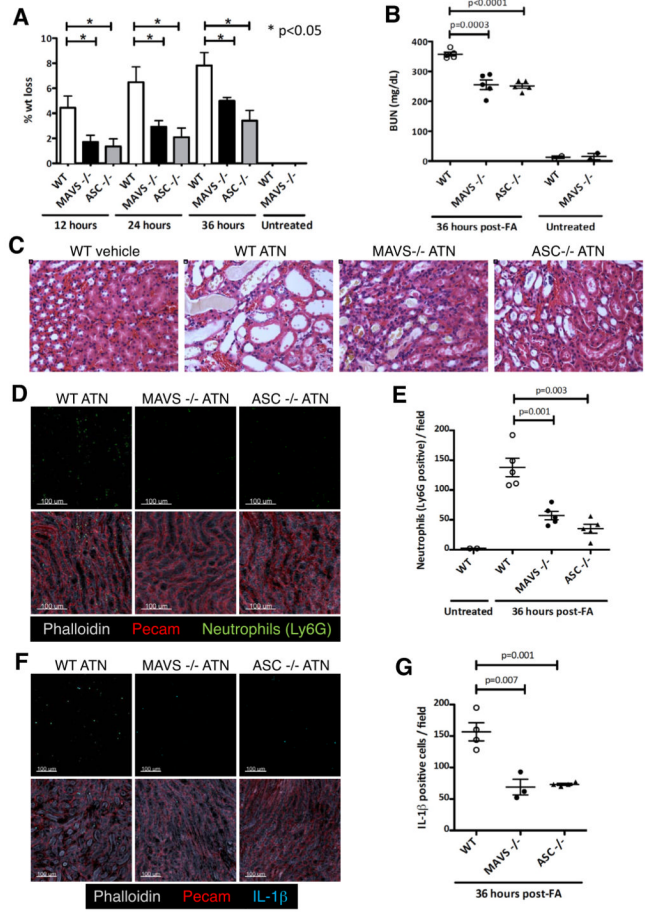 A
* p<0.05
% wt loss
10
8
6
4
2
0
WT
MAVS-/-
ASC -/-
WT
MAVS -/-
ASC -/-
WT
MAVS -/-
ASC -/-
WT
MAVS-/-
12 hours
24 hours
36 hours
Untreated
B
p<0.0001
p=0.0003
BUN (mg/dL)
400
300
200
100
0
WT
MAVS -/-
ASC -/-
WT
MAVS -/-
36 hours post-FA
Untreated
C
WT vehicle
WT ATN
MAVS-/- ATN
ASC-/- ATN
D
WT ATN
MAVS -/- ATN
ASC -/- ATN
100 um
100 um
100 um
100 um
100 um
100 um
Phalloidin Pecam Neutrophils (Ly6G)
E
p=0.003
p=0.001
Neutrophils (Ly6G positive) / field
200
150
100
50
0
WT
WT
MAVS -/-
ASC -/-
Untreated
36 hours post-FA
F
WT ATN
MAVS -/- ATN
ASC -/- ATN
100 um
100 um
100 um
100 um
100 um
100 um
Phalloidin Pecam IL-1β
G
p=0.001
p=0.007
IL-1β positive cells / field
200
150
100
50
0
WT
MAVS -/-
ASC -/-
36 hours post-FA